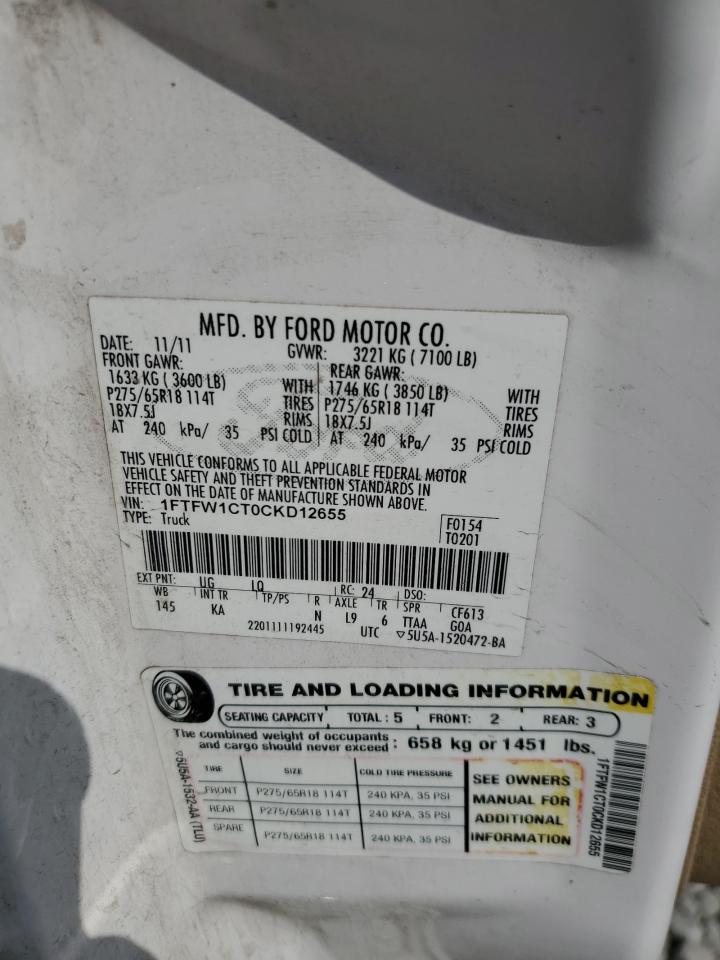 MFD. BY FORD MOTOR CO.
DATE: 11/11 GVWR: 3221 KG ( 7100 LB)
FRONT GAWR: REAR GAWR:
1633 KG ( 3600 LB) WITH 1746 KG ( 3850 LB) WITH
P275/65R18 114T TIRES P275/65R18 114T TIRES
18X7.5J RIMS 18X7.5J RIMS
AT 240 kPa/ 35 PSI COLD AT 240 kPa/ 35 PSI COLD
THIS VEHICLE CONFORMS TO ALL APPLICABLE FEDERAL MOTOR
VEHICLE SAFETY AND THEFT PREVENTION STANDARDS IN
EFFECT ON THE DATE OF MANUFACTURE SHOWN ABOVE.
VIN: 1FTFW1CT0CKD12655 F0154
TYPE: Truck T0201
EXT PNT: UG LQ RC: 24 DSO:
WB INT TR TP/PS R AXLE TR SPR CF613
145 KA N L9 6 TTAA GOA
2201111192445 UTC ▽5U5A-1520472-BA
TIRE AND LOADING INFORMATION
SEATING CAPACITY TOTAL : 5 FRONT: 2 REAR: 3
The combined weight of occupants
and cargo should never exceed : 658 kg or 1451 lbs.
TIRE SIZE COLD TIRE PRESSURE
FRONT P275/65R18 114T 240 KPA, 35 PSI
REAR P275/65R18 114T 240 KPA, 35 PSI
SPARE P275/65R18 114T 240 KPA, 35 PSI
SEE OWNERS
MANUAL FOR
ADDITIONAL
INFORMATION
▽5U5A-1532-AA (TLU)
1FTFW1CT0CKD12655